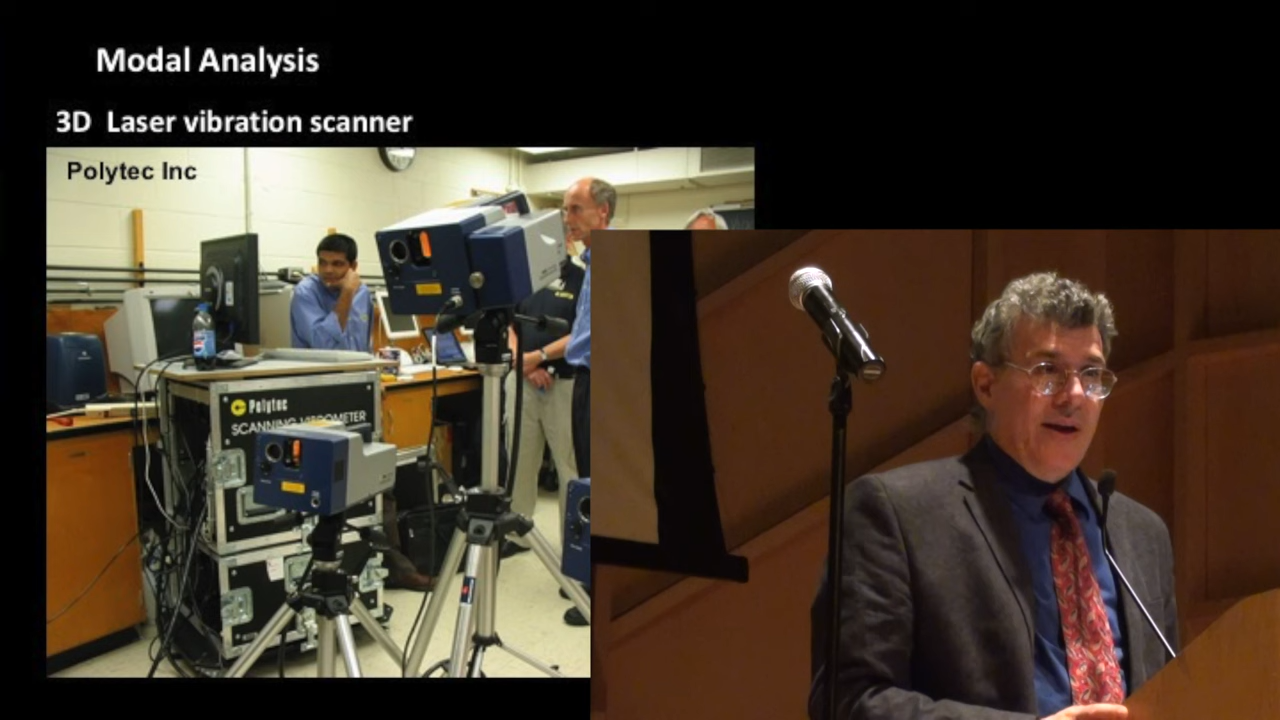 Modal Analysis
3D Laser vibration scanner
Polytec Inc
Polytec
SCANNING VIBROMETER